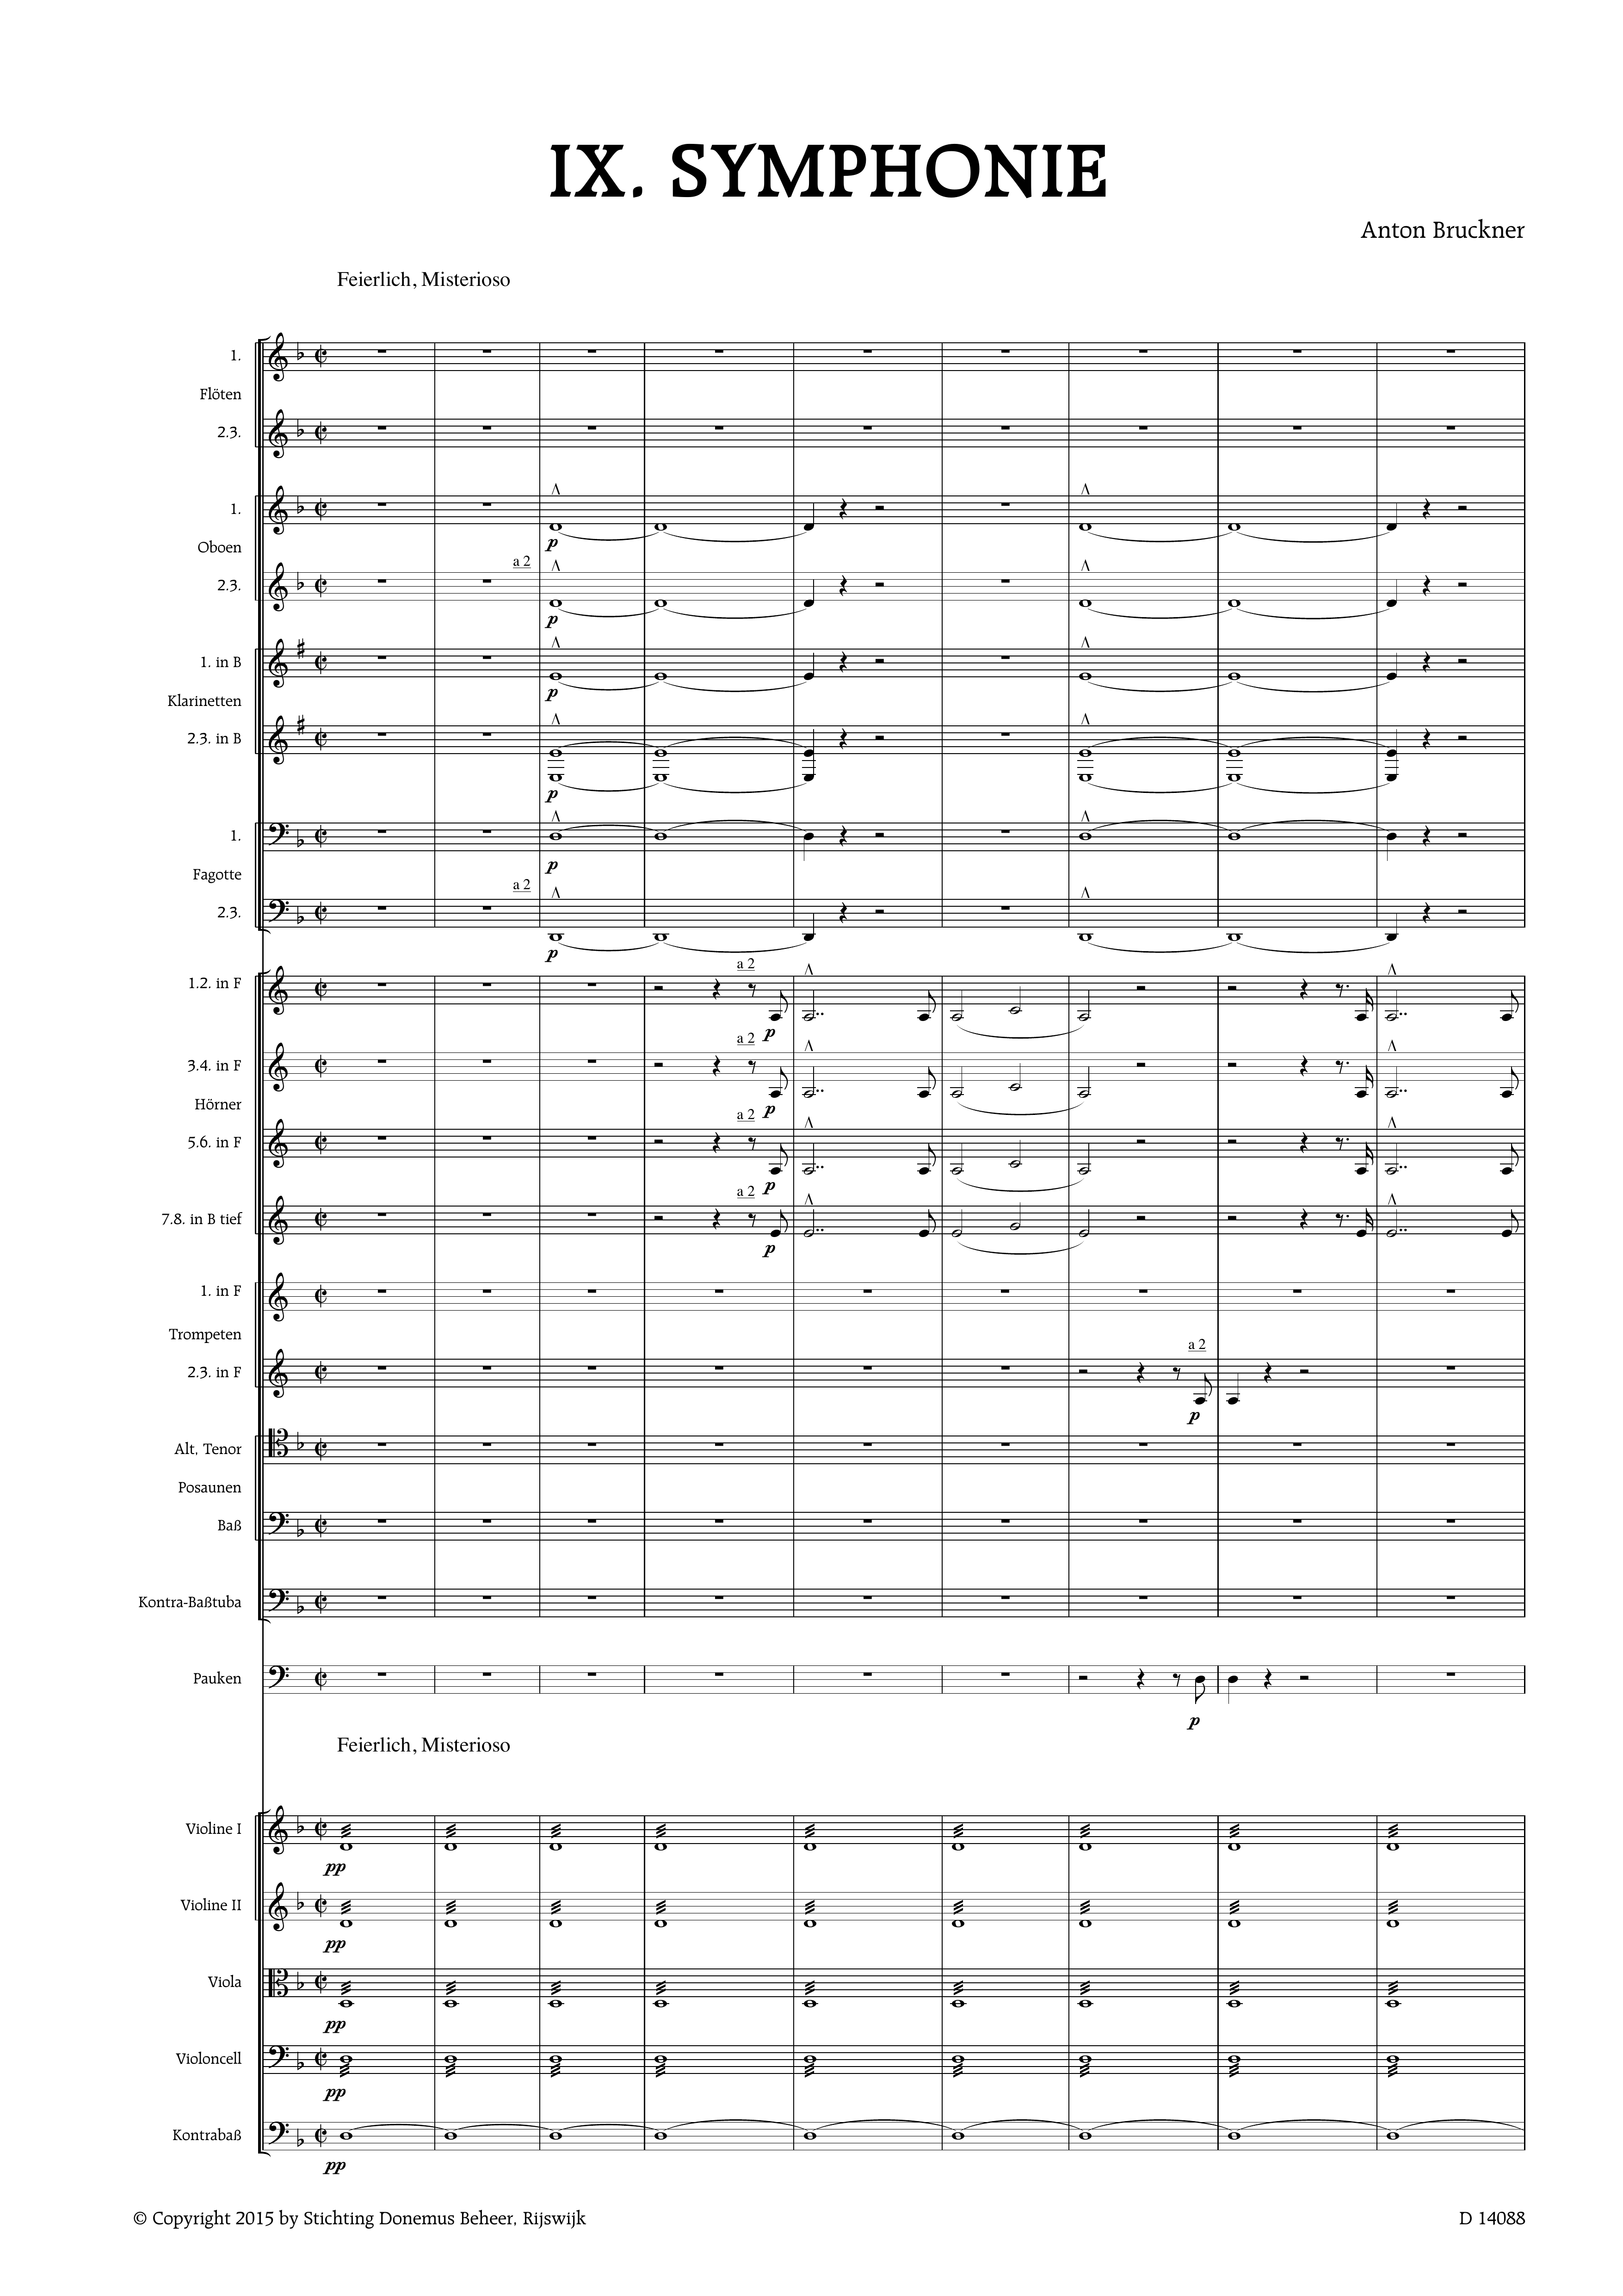 IX. SYMPHONIE
Anton Bruckner
Feierlich, Misterioso
1.
Flöten
2.3.
1.
p
Oboen
a 2
2.3.
p
1. in B
p
Klarinetten
2.3. in B
p
1.
p
Fagotte
a 2
2.3.
p
a 2
1.2. in F
p
a 2
3.4. in F
p
Hörner
a 2
5.6. in F
p
a 2
7.8. in B tief
p
1. in F
Trompeten
a 2
2.3. in F
p
Alt, Tenor
Posaunen
Baß
Kontra-Baßtuba
Pauken
p
Feierlich, Misterioso
Violine I
pp
Violine II
pp
Viola
pp
Violoncell
pp
Kontrabaß
pp
© Copyright 2015 by Stichting Donemus Beheer, Rijswijk
D 14088